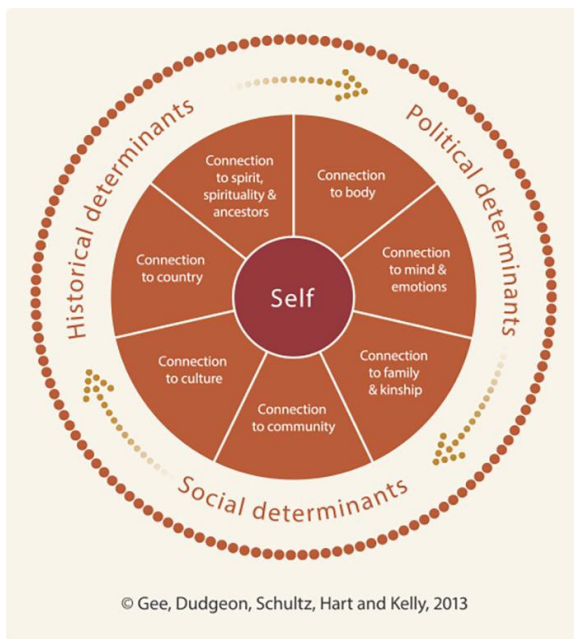 Historical determinants
Political determinants
Social determinants
Connection
to spirit,
spirituality &
ancestors
Connection
to body
Connection
to mind &
emotions
Connection
to family
& kinship
Connection
to community
Connection
to culture
Connection
to country
Self
© Gee, Dudgeon, Schultz, Hart and Kelly, 2013